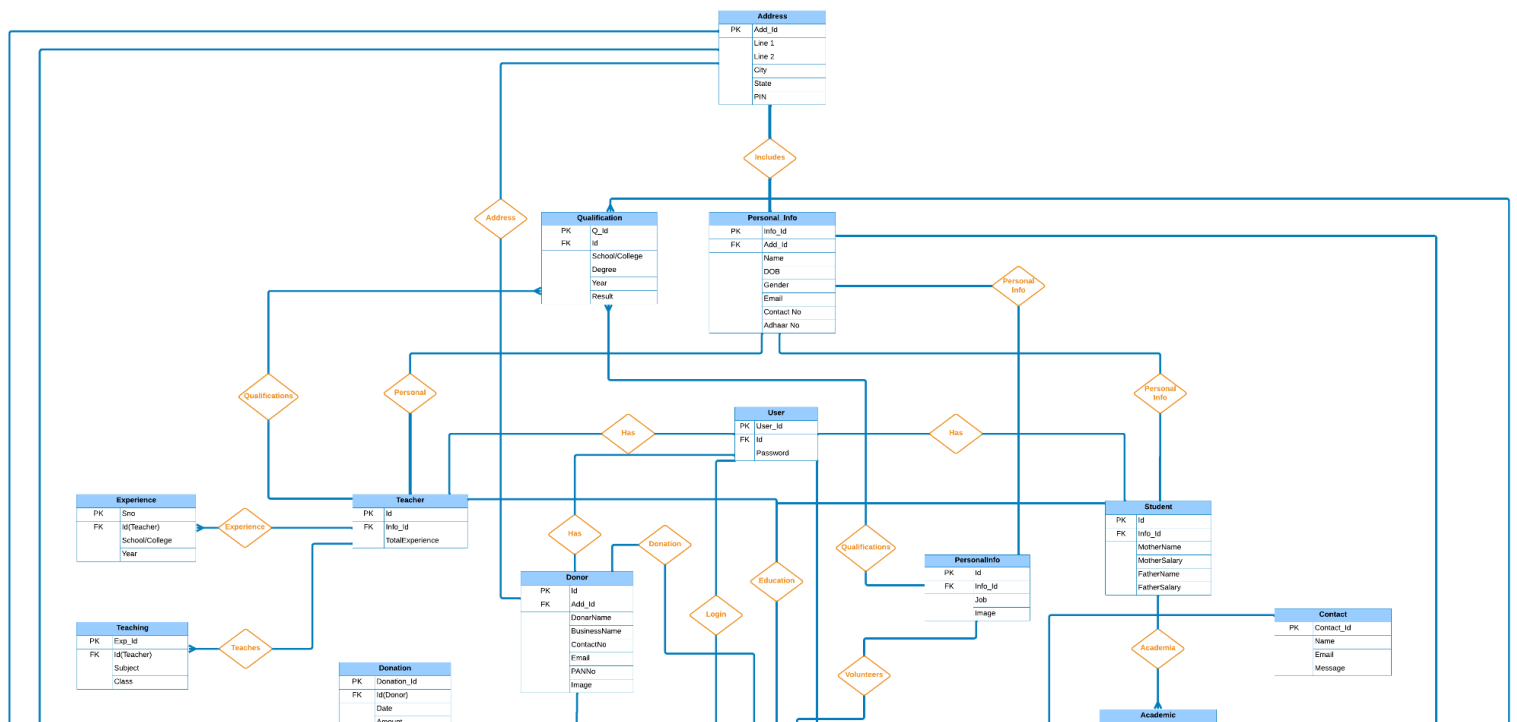 Address
PK Add_Id
Line 1
Line 2
City
State
PIN
Includes
Address
Qualification
PK Q_Id
FK Id
School/College
Degree
Year
Result
Personal_Info
PK Info_Id
FK Add_Id
Name
DOB
Gender
Email
Contact No
Adhaar No
Personal
Info
Qualifications
Personal
Personal
Info
User
PK User_Id
FK Id
Password
Has
Has
Experience
PK Sno
FK Id(Teacher)
School/College
Year
Experience
Teacher
PK Id
FK Info_Id
TotalExperience
Has
Donation
Qualifications
Student
PK Id
FK Info_Id
MotherName
MotherSalary
FatherName
FatherSalary
Donor
PK Id
FK Add_Id
DonarName
BusinessName
ContactNo
Email
PANNo
Image
Education
PersonalInfo
PK Id
FK Info_Id
Job
Image
Login
Contact
PK Contact_Id
Name
Email
Message
Teaching
PK Exp_Id
FK Id(Teacher)
Subject
Class
Teaches
Academia
Donation
PK Donation_Id
FK Id(Donor)
Date
Amount
Volunteers
Academic